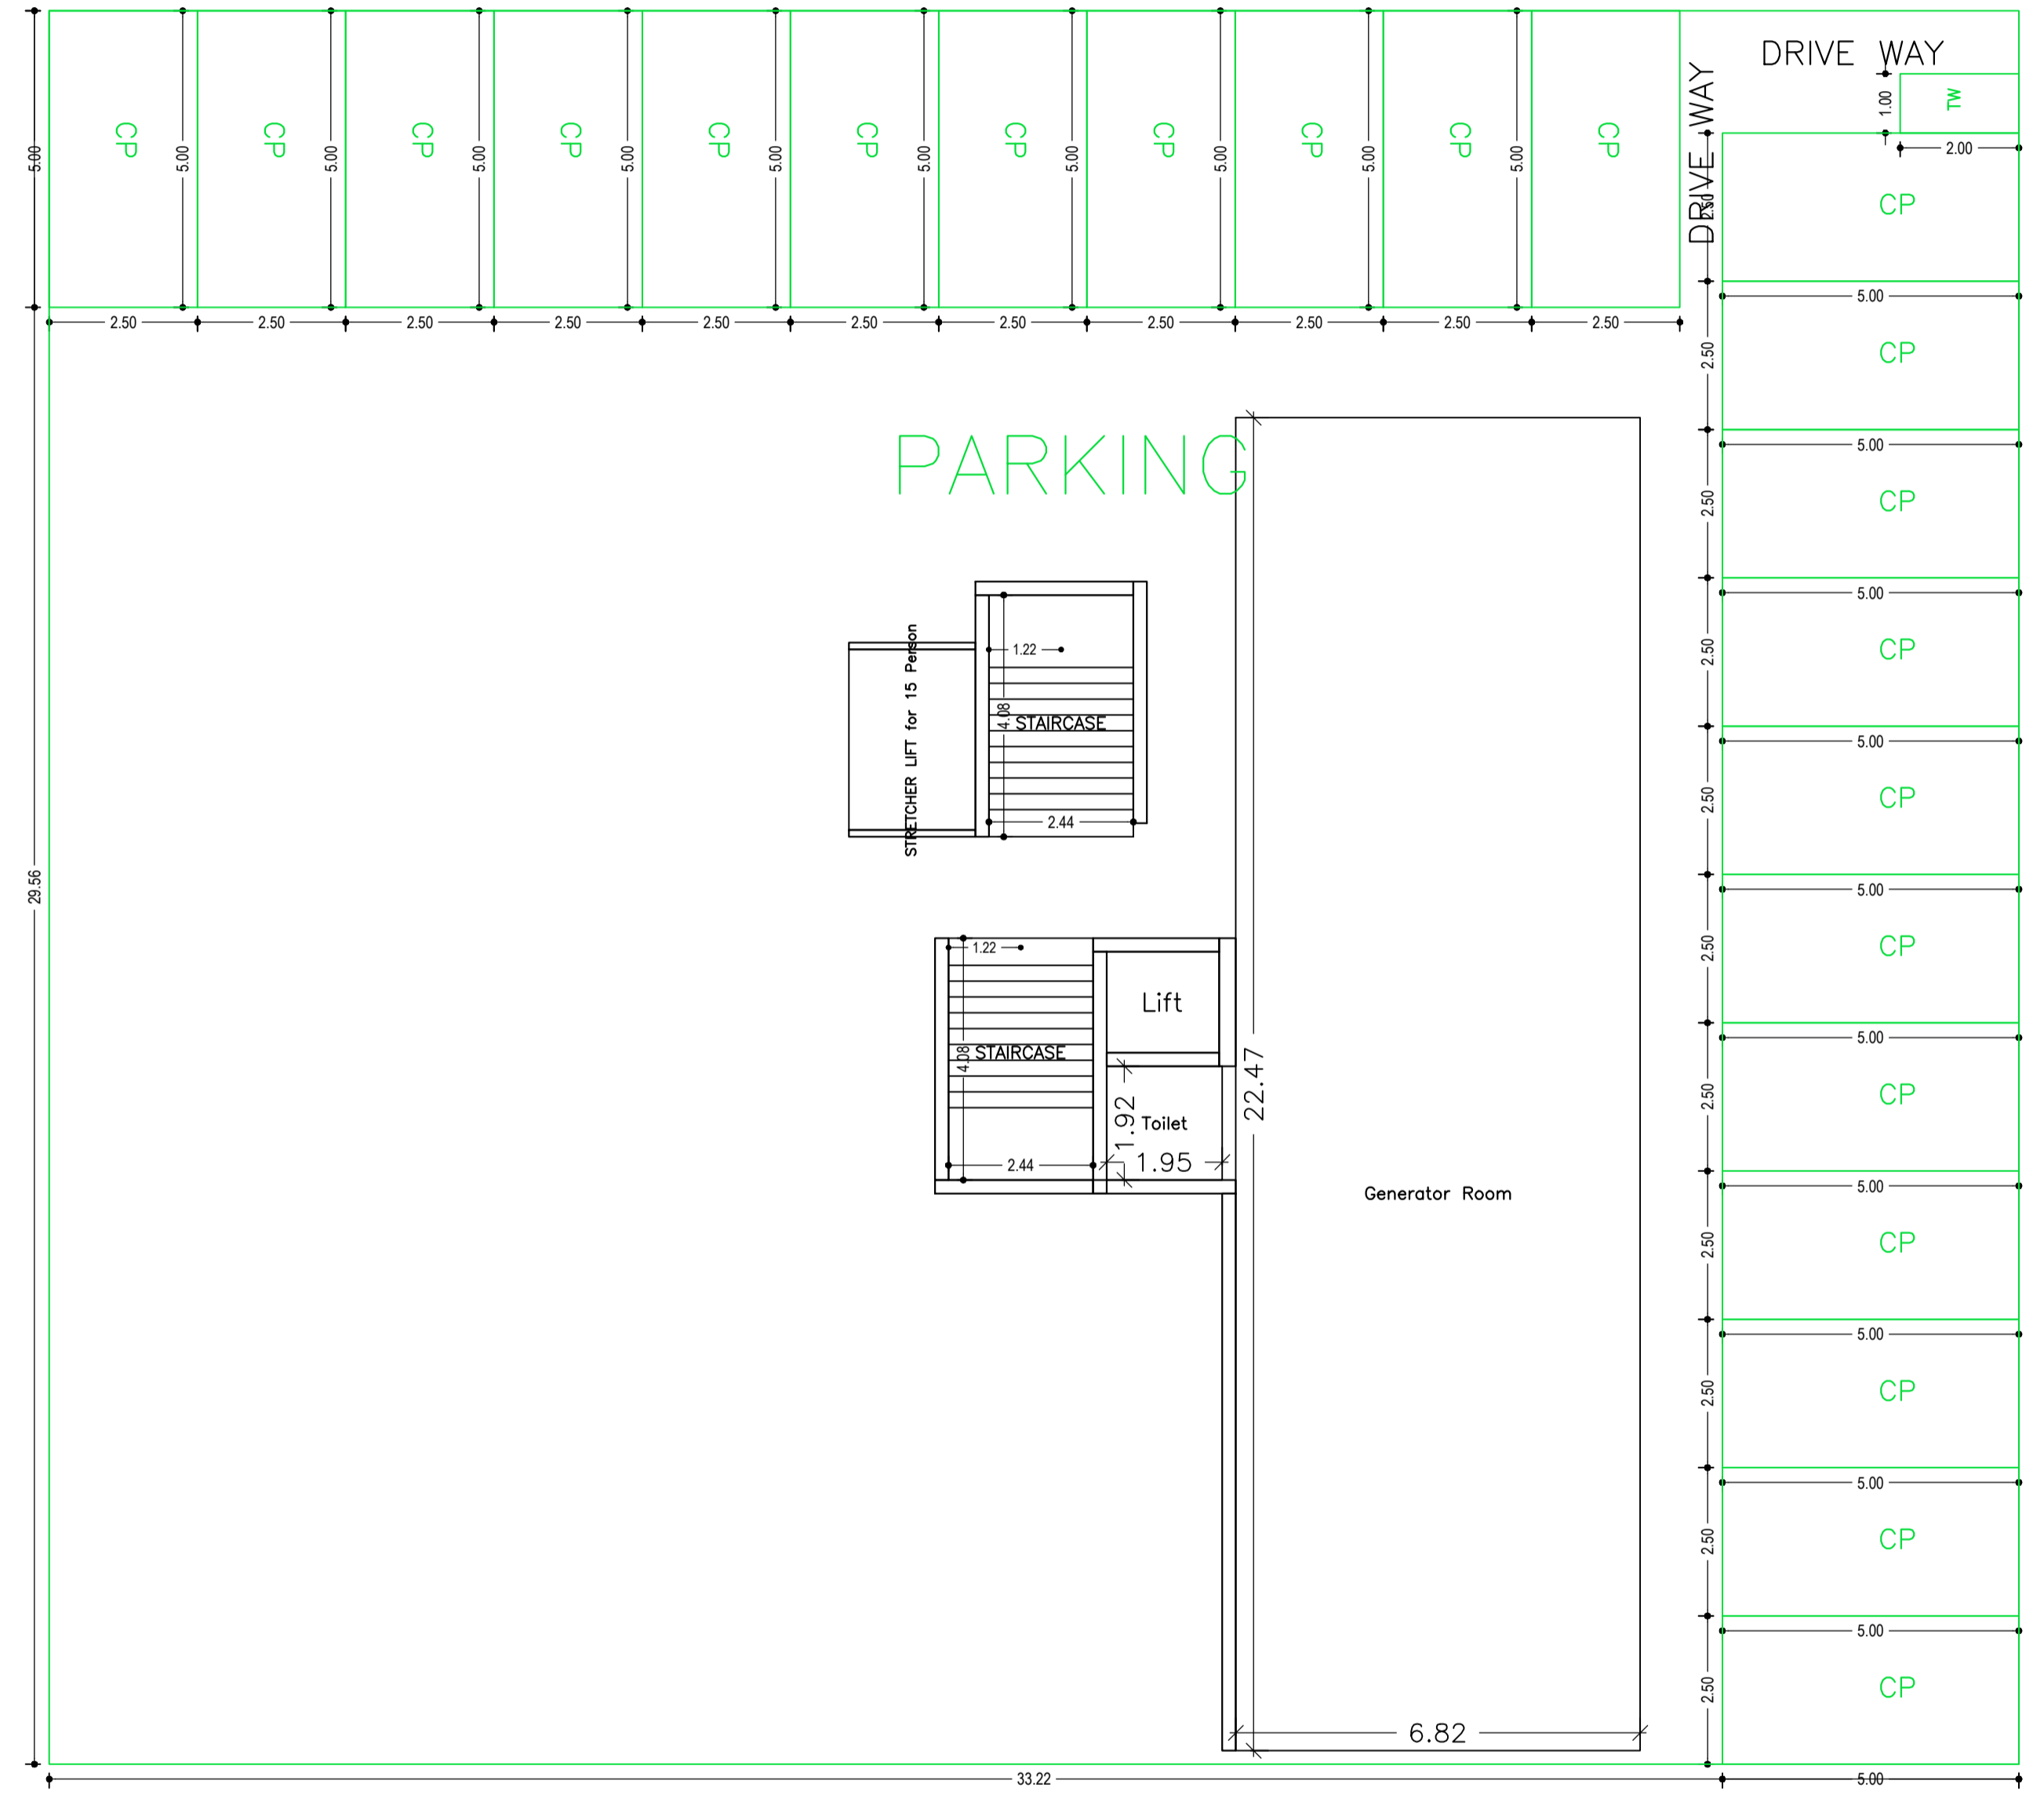 DRIVE WAY
DRIVE WAY
1.00
TW
2.00
5.00 CP 5.00 CP 5.00 CP 5.00 CP 5.00 CP 5.00 CP 5.00 CP 5.00 CP 5.00 CP 5.00 CP 5.00 CP
2.50 CP
2.50 2.50 2.50 2.50 2.50 2.50 2.50 2.50 2.50 2.50 2.50
5.00
2.50 CP
5.00
PARKING
2.50 CP
5.00
STRETCHER LIFT for 15 Person
1.22
4.08
STAIRCASE
2.44
2.50 CP
5.00
2.50 CP
5.00
29.56
2.50 CP
1.22
Lift
4.08
STAIRCASE
5.00
22.47
2.50 CP
1.92
Toilet
2.44
1.95
Generator Room
5.00
2.50 CP
5.00
2.50 CP
5.00
2.50 CP
5.00
2.50 CP
6.82
33.22
5.00